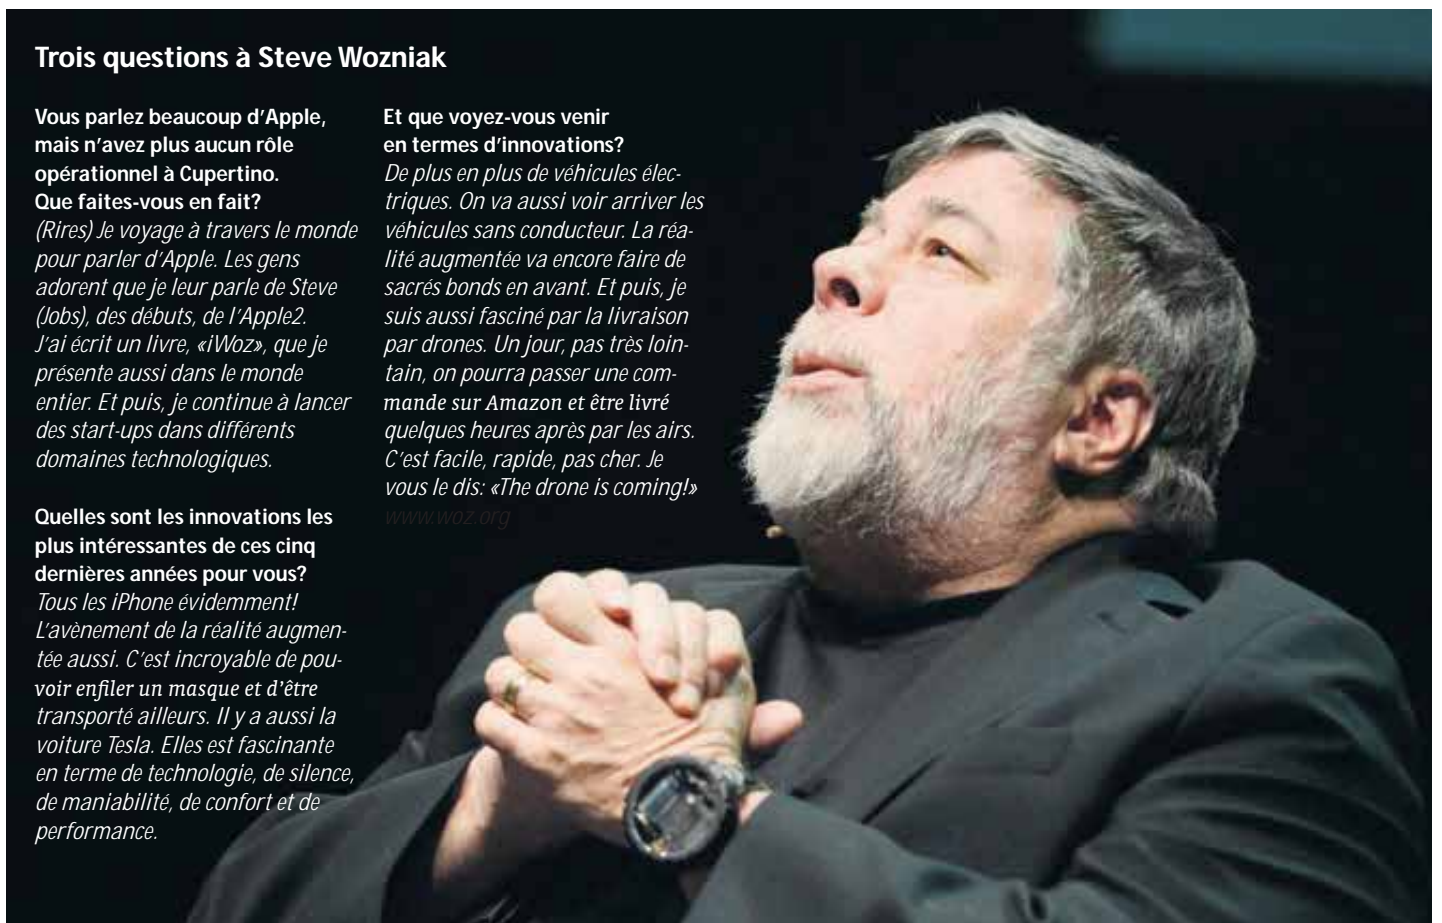 Trois questions à Steve Wozniak
Vous parlez beaucoup d'Apple,
mais n'avez plus aucun rôle
opérationnel à Cupertino.
Que faites-vous en fait?
(Rires) Je voyage à travers le monde
pour parler d'Apple. Les gens
adorent que je leur parle de Steve
(Jobs), des débuts, de l'Apple2.
J'ai écrit un livre, «iWoz», que je
présente aussi dans le monde
entier. Et puis, je continue à lancer
des start-ups dans différents
domaines technologiques.
Quelles sont les innovations les
plus intéressantes de ces cinq
dernières années pour vous?
Tous les iPhone évidemment!
L'avènement de la réalité augmen-
tée aussi. C'est incroyable de pou-
voir enfiler un masque et d'être
transporté ailleurs. Il y a aussi la
voiture Tesla. Elles est fascinante
en terme de technologie, de silence,
de maniabilité, de confort et de
performance.
Et que voyez-vous venir
en termes d'innovations?
De plus en plus de véhicules élec-
triques. On va aussi voir arriver les
véhicules sans conducteur. La réa-
lité augmentée va encore faire de
sacrés bonds en avant. Et puis, je
suis aussi fasciné par la livraison
par drones. Un jour, pas très loin-
tain, on pourra passer une com-
mande sur Amazon et être livré
quelques heures après par les airs.
C'est facile, rapide, pas cher. Je
vous le dis: «The drone is coming!»
www.woz.org